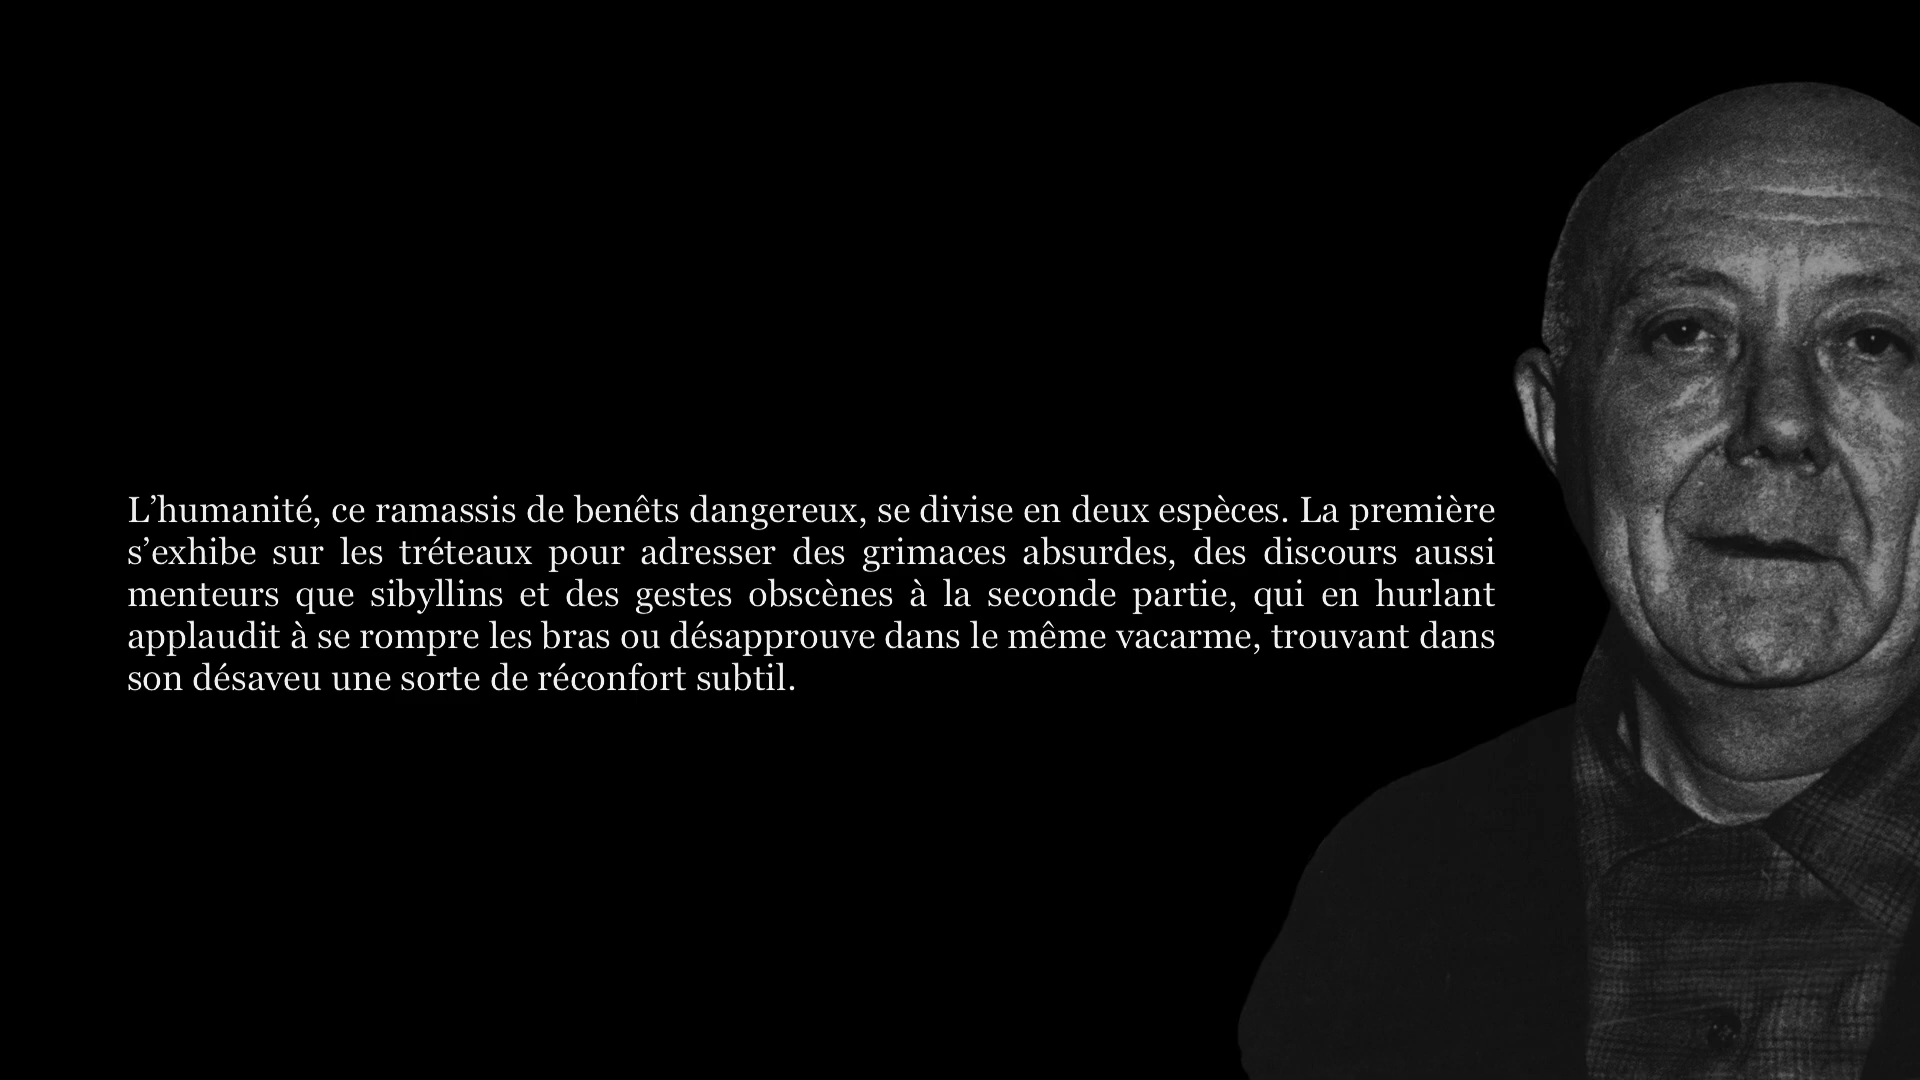 L’humanité, ce ramassis de benêts dangereux, se divise en deux espèces. La première
s’exhibe sur les tréteaux pour adresser des grimaces absurdes, des discours aussi
menteurs que sibyllins et des gestes obscènes à la seconde partie, qui en hurlant
applaudit à se rompre les bras ou désapprouve dans le même vacarme, trouvant dans
son désaveu une sorte de réconfort subtil.